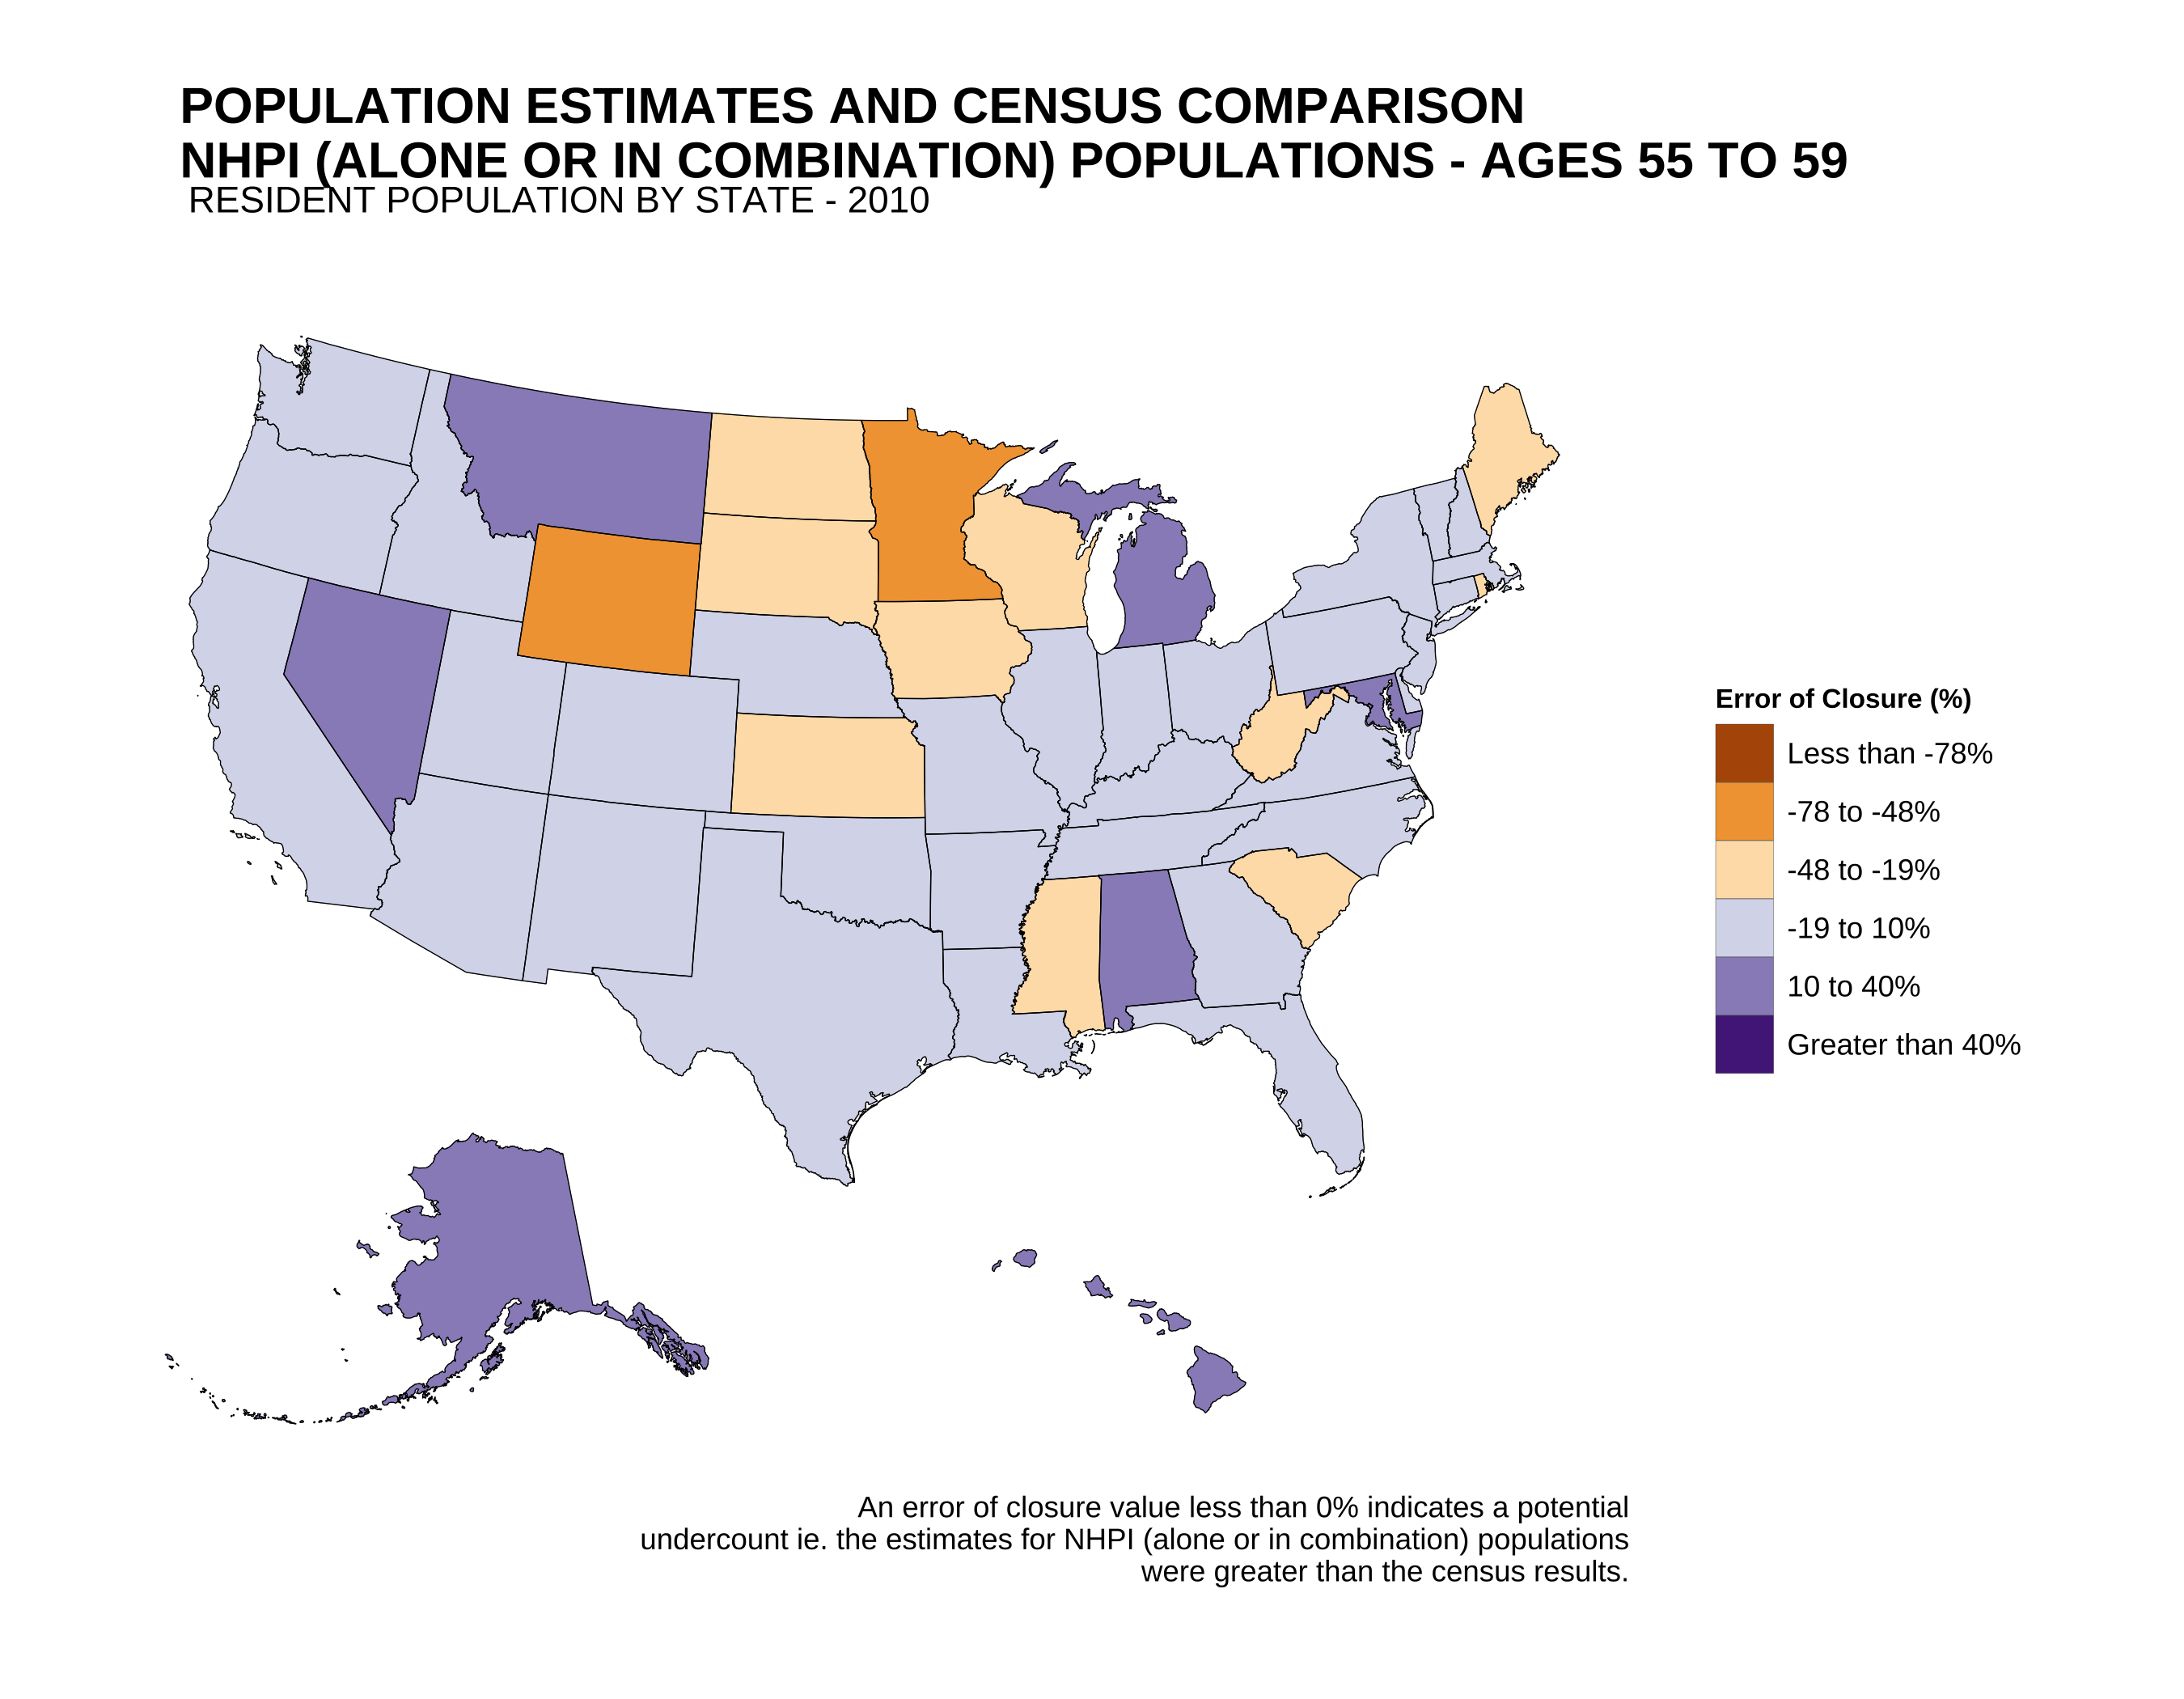 POPULATION ESTIMATES AND CENSUS COMPARISON
NHPI (ALONE OR IN COMBINATION) POPULATIONS - AGES 55 TO 59
RESIDENT POPULATION BY STATE - 2010
Error of Closure (%)
Less than -78%
-78 to -48%
-48 to -19%
-19 to 10%
10 to 40%
Greater than 40%
An error of closure value less than 0% indicates a potential
undercount ie. the estimates for NHPI (alone or in combination) populations
were greater than the census results.